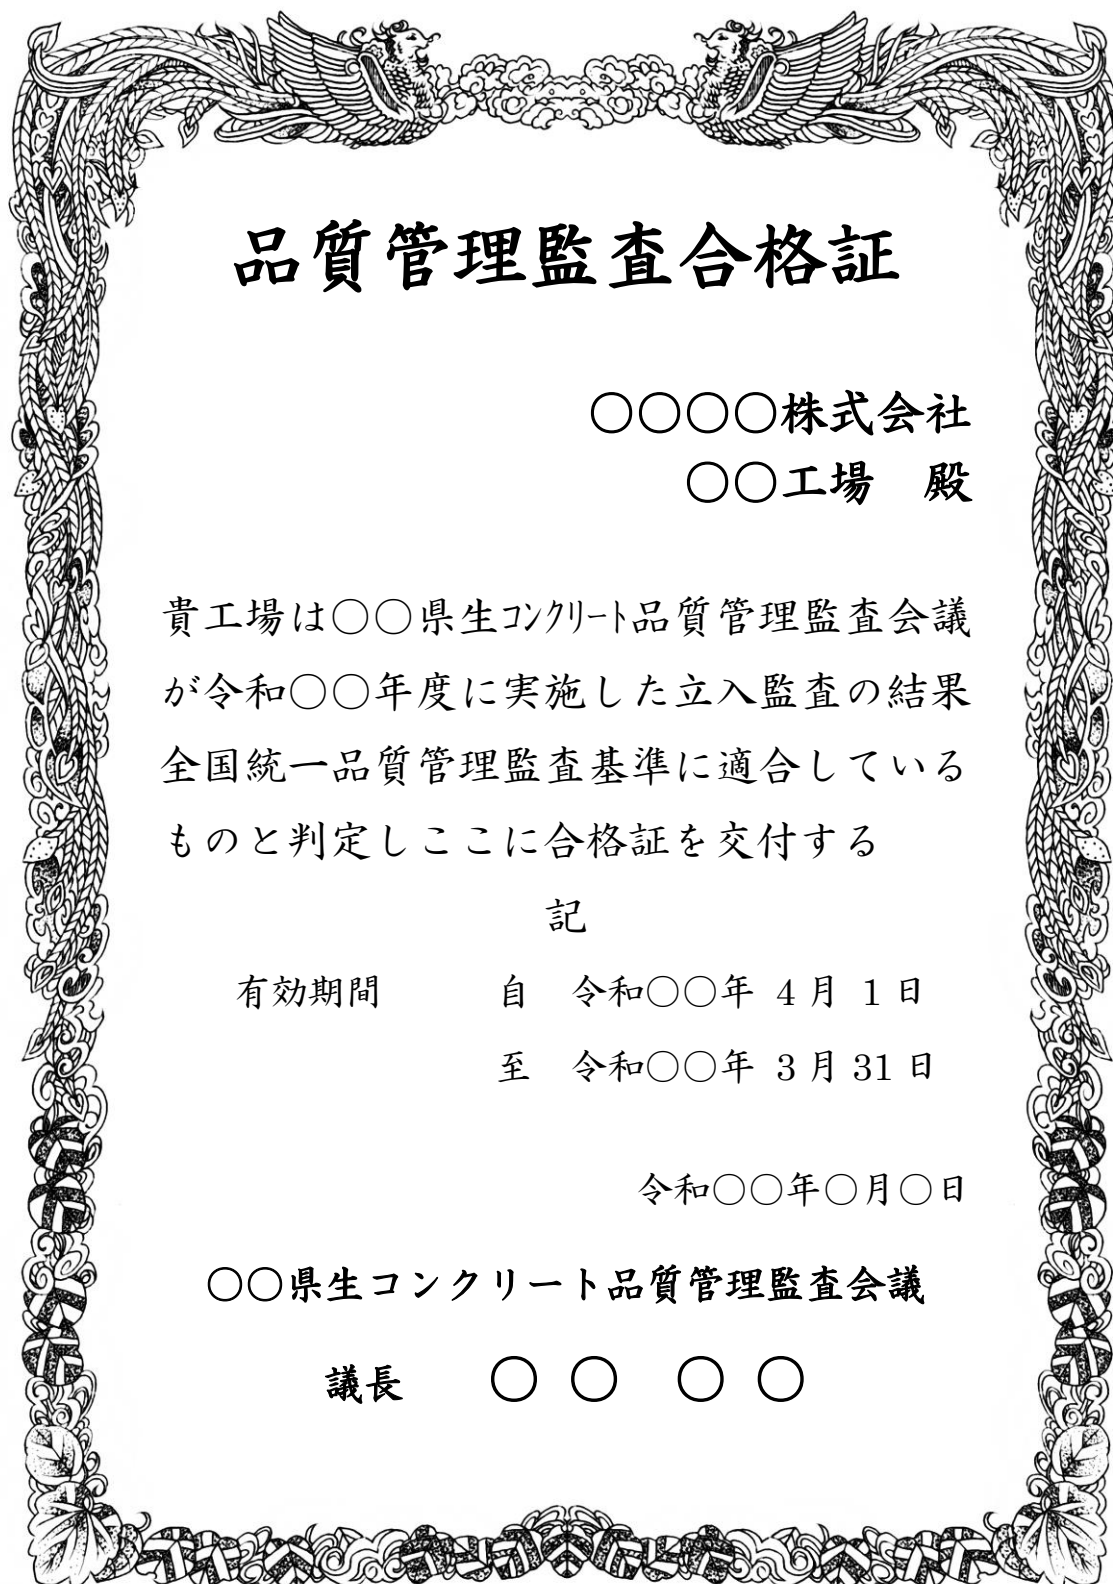 品質管理監査合格証
○○○○株式会社
○○工場　殿
貴工場は○○県生コンクリート品質管理監査会議
が令和○○年度に実施した立入監査の結果
全国統一品質管理監査基準に適合している
ものと判定しここに合格証を交付する
記
有効期間　　　自　令和○○年 4月 1日
至　令和○○年 3月31日
令和○○年○月○日
○○県生コンクリート品質管理監査会議
議長　　○ ○　○ ○